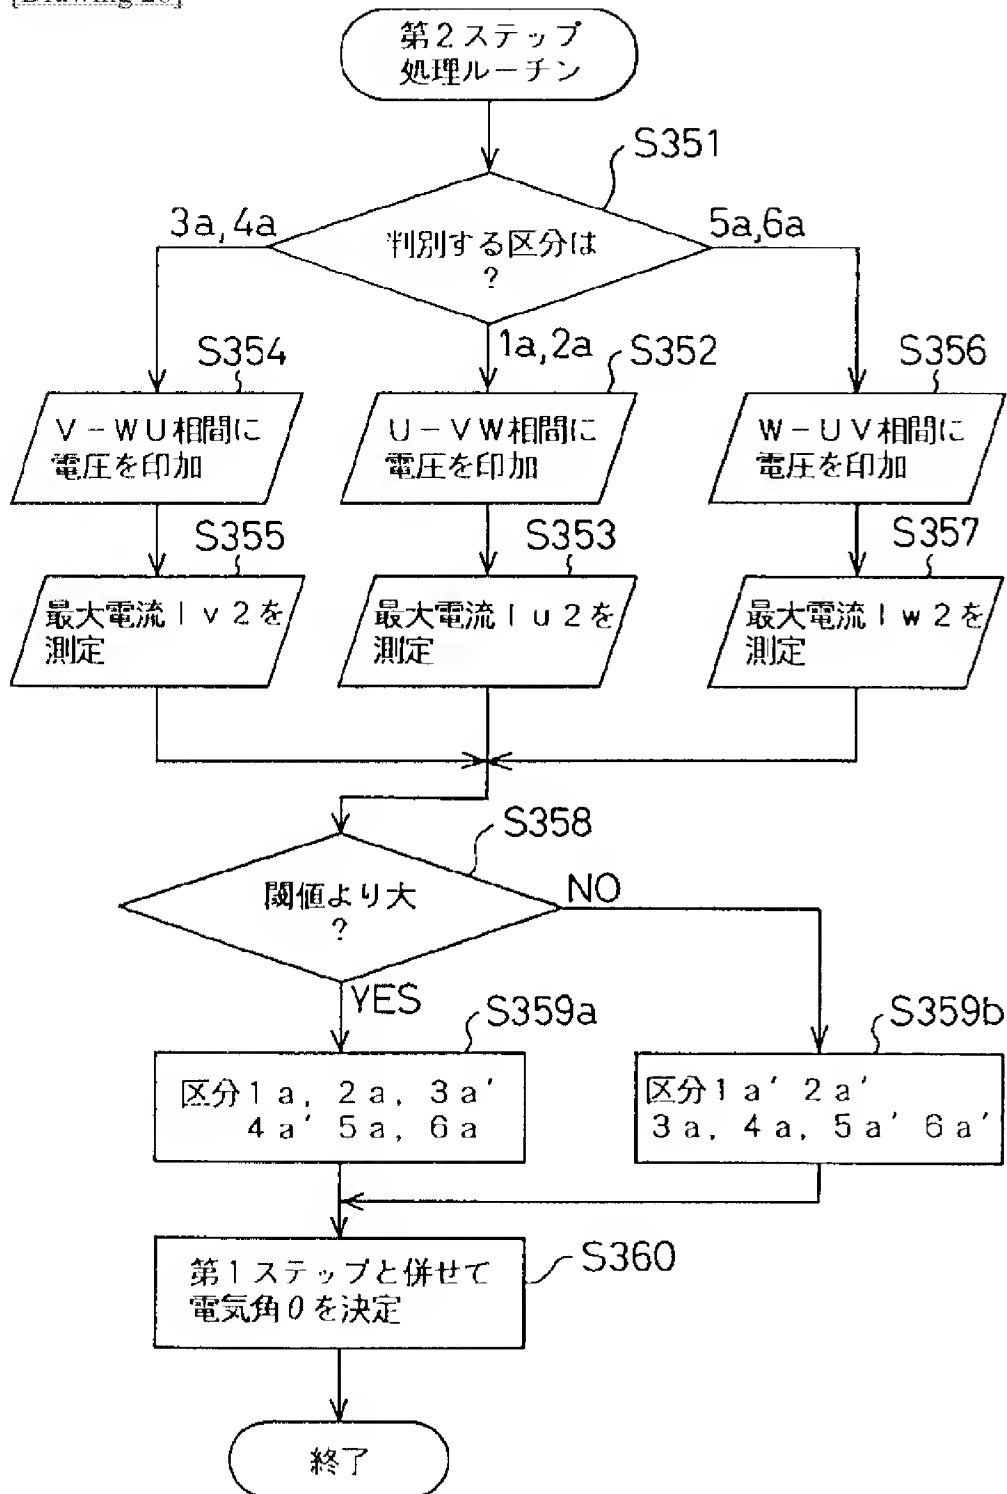 [Drawing 20]
第2ステップ
処理ルーチン
S351
3a,4a
5a,6a
判別する区分は
?
1a,2a
S354
S352
S356
V-WU相間に
電圧を印加
U-VW相間に
電圧を印加
W-UV相間に
電圧を印加
S355
S353
S357
最大電流Iv2を
測定
最大電流Iu2を
測定
最大電流Iw2を
測定
S358
閾値より大
?
NO
YES
S359a
S359b
区分1a, 2a, 3a'
4a' 5a, 6a
区分1a' 2a'
3a, 4a, 5a' 6a'
S360
第1ステップと併せて
電気角θを決定
終了